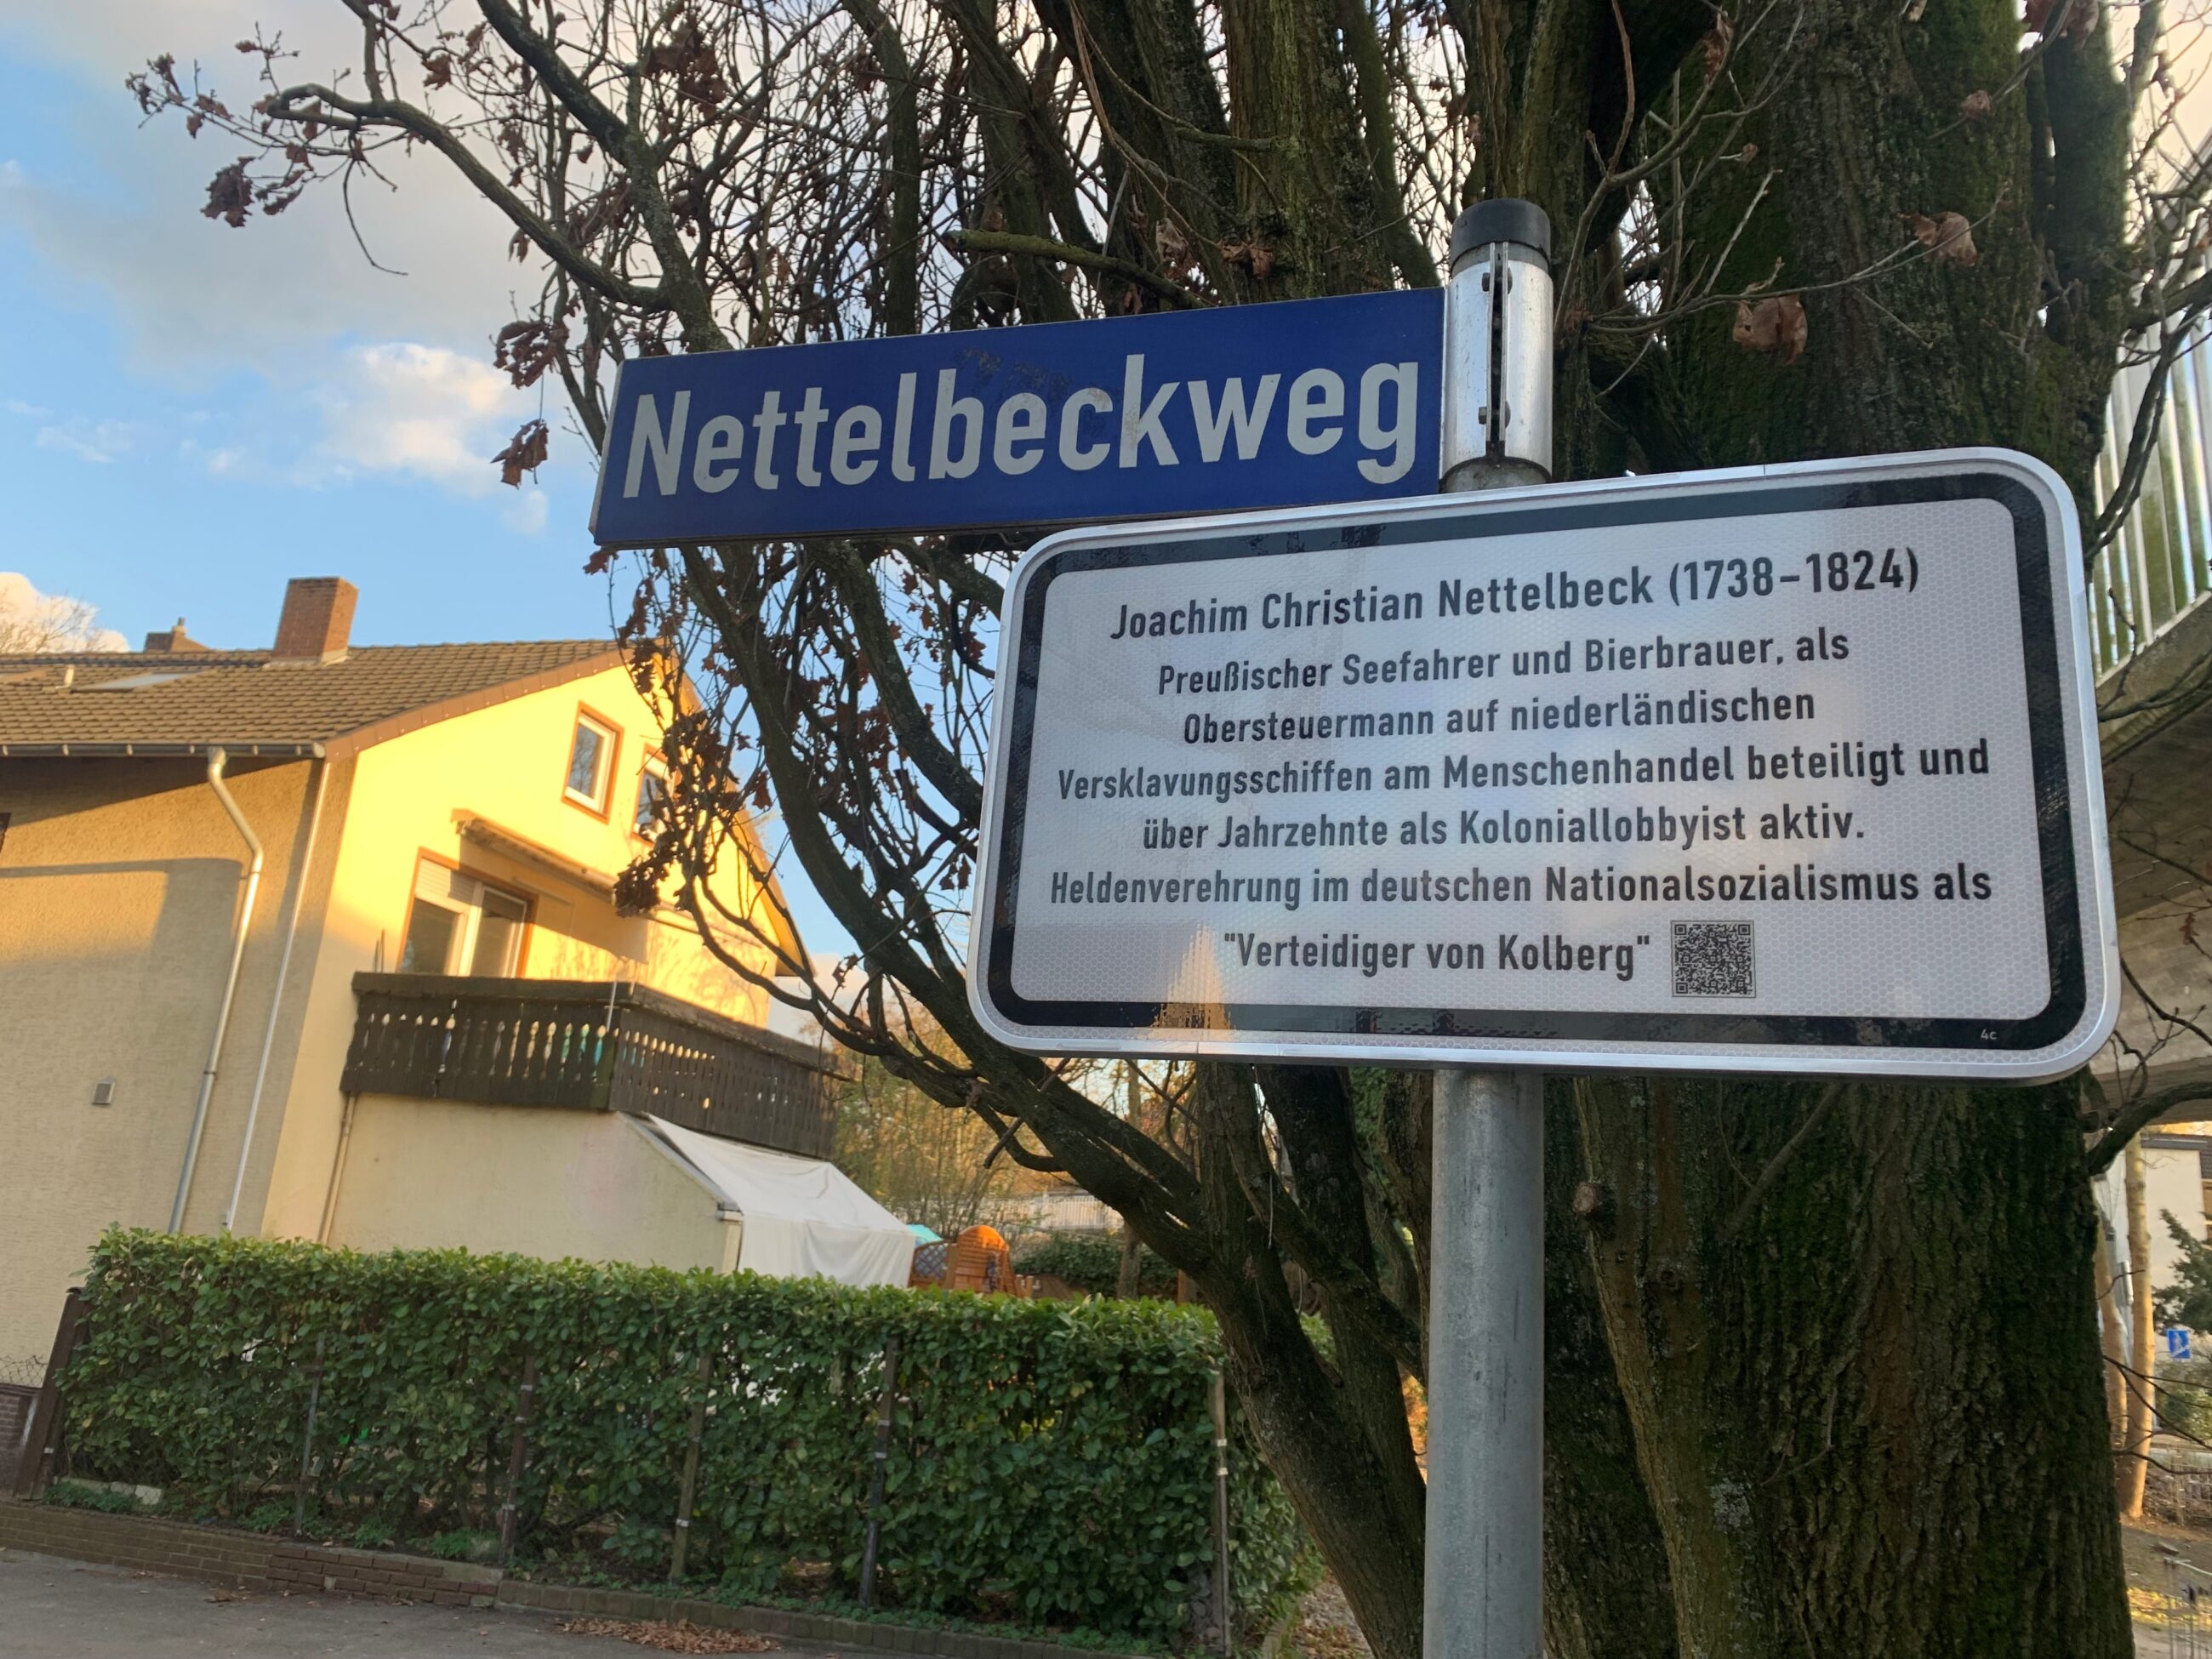 Nettelbeckweg
Joachim Christian Nettelbeck (1738-1824)
Preußischer Seefahrer und Bierbrauer, als
Obersteuermann auf niederländischen
Versklavungsschiffen am Menschenhandel beteiligt und
über Jahrzehnte als Koloniallobbyist aktiv.
Heldenverehrung im deutschen Nationalsozialismus als
"Verteidiger von Kolberg"
4c